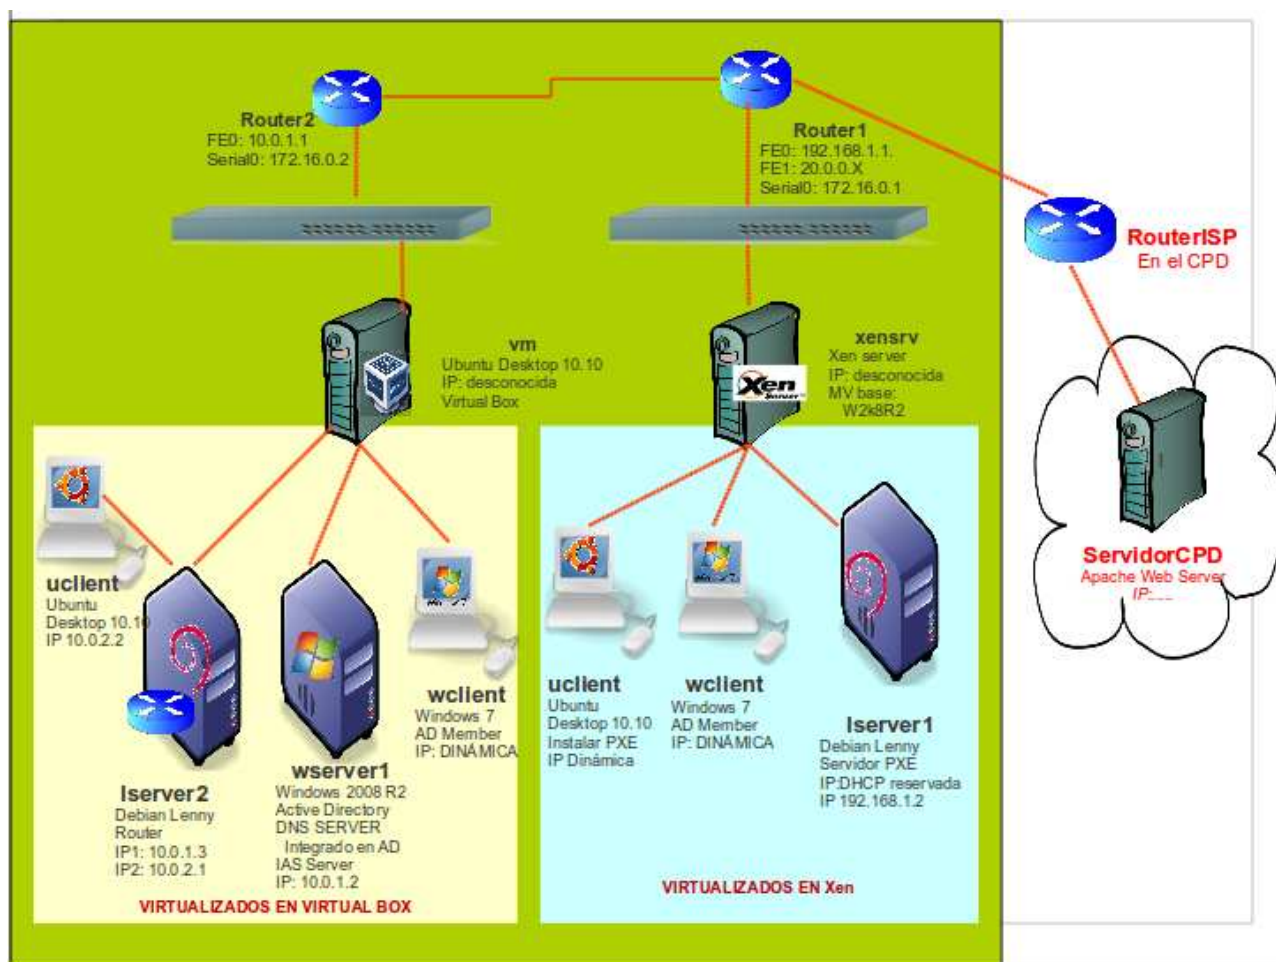 Router2
FE0: 10.0.1.1
Serial0: 172.16.0.2
Router1
FE0: 192.168.1.1.
FE1: 20.0.0.X
Serial0: 172.16.0.1
RouterISP
En el CPD
vm
Ubuntu Desktop 10.10
IP: desconocida
Virtual Box
xensrv
Xen server
IP: desconocida
MV base:
W2k8R2
Xen
Server
ServidorCPD
Apache Web Server
IP:___
uclient
Ubuntu
Desktop 10.10
IP 10.0.2.2
lserver2
Debian Lenny
Router
IP1: 10.0.1.3
IP2: 10.0.2.1
wserver1
Windows 2008 R2
Active Directory
DNS SERVER
Integrado en AD
IAS Server
IP: 10.0.1.2
wclient
Windows 7
AD Member
IP: DINÁMICA
VIRTUALIZADOS EN VIRTUAL BOX
uclient
Ubuntu
Desktop 10.10
Instalar PXE
IP Dinámica
wclient
Windows 7
AD Member
IP: DINÁMICA
lserver1
Debian Lenny
Servidor PXE
IP:DHCP reservada
IP 192.168.1.2
VIRTUALIZADOS EN Xen